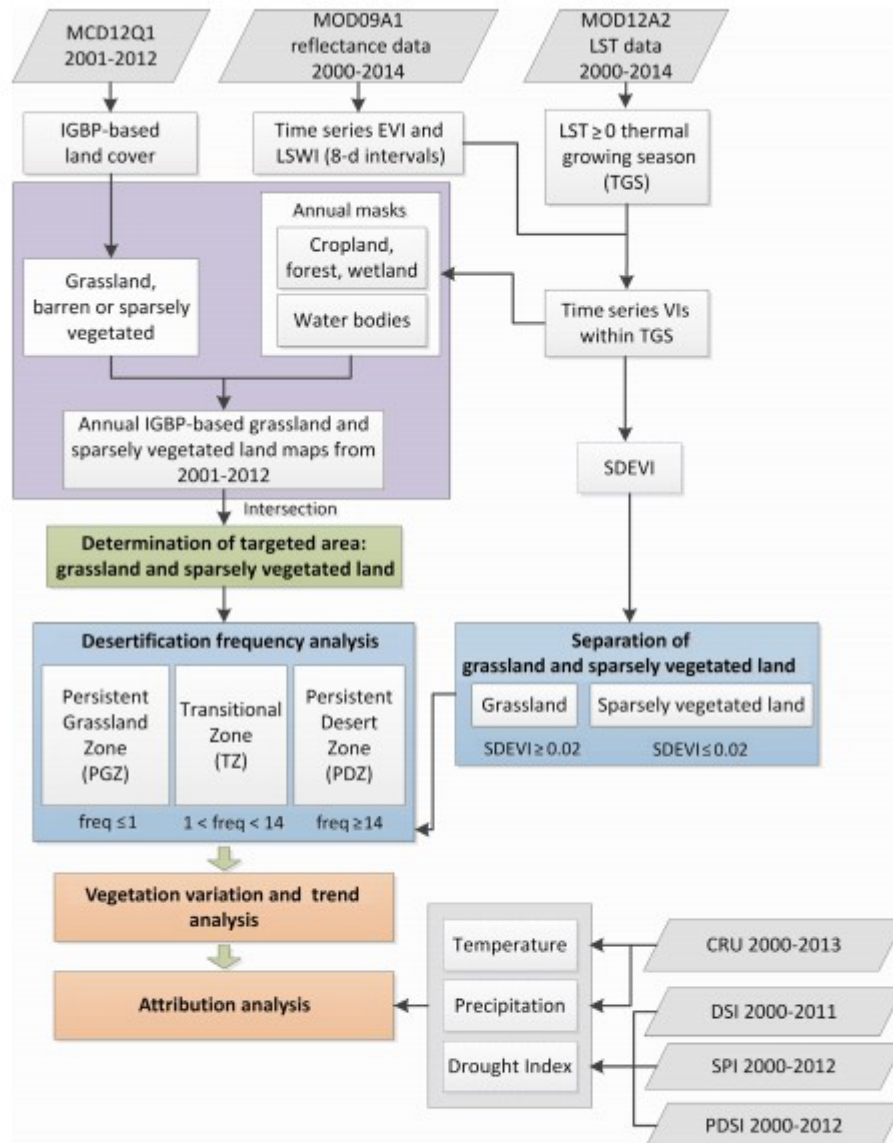 MCD12Q1
2001-2012
MOD09A1
reflectance data
2000-2014
MOD12A2
LST data
2000-2014
IGBP-based
land cover
Time series EVI and
LSWI (8-d intervals)
LST ≥ 0 thermal
growing season
(TGS)
Annual masks
Cropland,
forest, wetland
Water bodies
Grassland,
barren or sparsely
vegetated
Time series VIs
within TGS
Annual IGBP-based grassland and
sparsely vegetated land maps from
2001-2012
SDEVI
Intersection
Determination of targeted area:
grassland and sparsely vegetated land
Desertification frequency analysis
Persistent
Grassland
Zone
(PGZ)
Transitional
Zone
(TZ)
Persistent
Desert
Zone
(PDZ)
freq ≤1
1 < freq < 14
freq ≥14
Separation of
grassland and sparsely vegetated land
Grassland
Sparsely vegetated land
SDEVI ≥ 0.02
SDEVI ≤ 0.02
Vegetation variation and trend
analysis
Attribution analysis
Temperature
Precipitation
Drought Index
CRU 2000-2013
DSI 2000-2011
SPI 2000-2012
PDSI 2000-2012